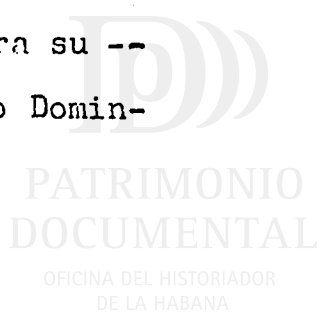 ra su --
o Domin-
PATRIMONIO
DOCUMENTAL
OFICINA DEL HISTORIADOR
DE LA HABANA